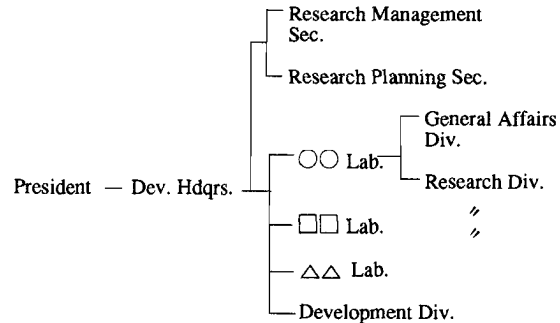 Research Management
Sec.
Research Planning Sec.
General Affairs
Div.
○○ Lab.
Research Div.
President — Dev. Hdqrs.
〃
□□ Lab.
〃
△△ Lab.
Development Div.